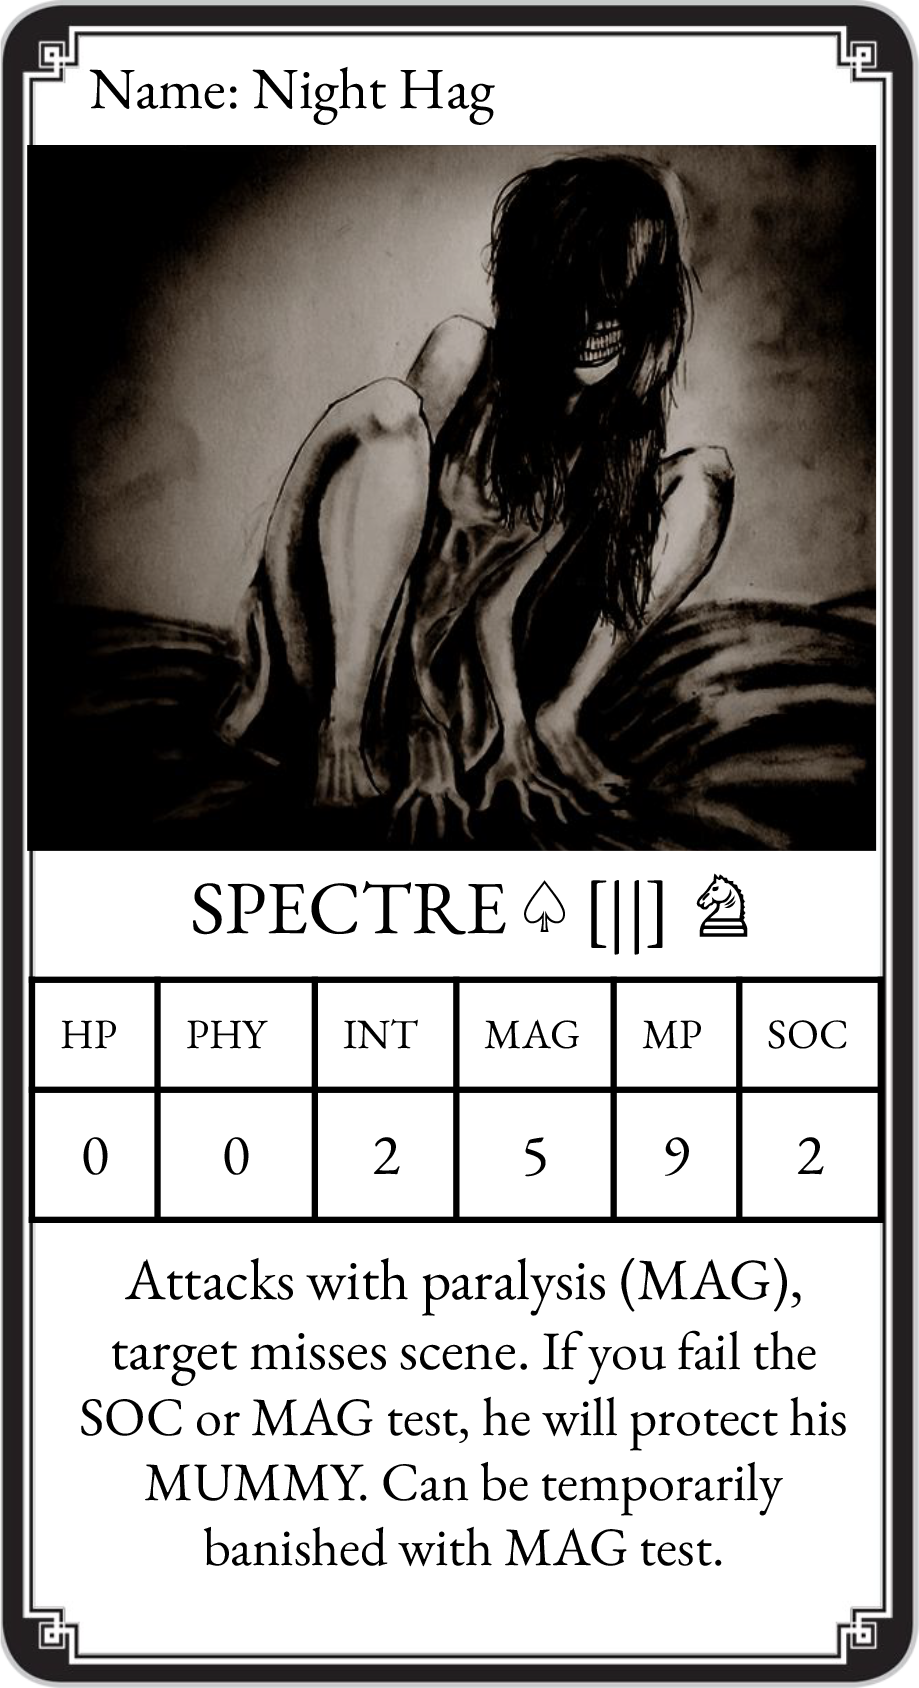 Name: Night Hag
SPECTRE♤ [||] ♘
HP PHY INT MAG MP SOC
0 0 2 5 9 2
Attacks with paralysis (MAG),
target misses scene. If you fail the
SOC or MAG test, he will protect his
MUMMY. Can be temporarily
banished with MAG test.